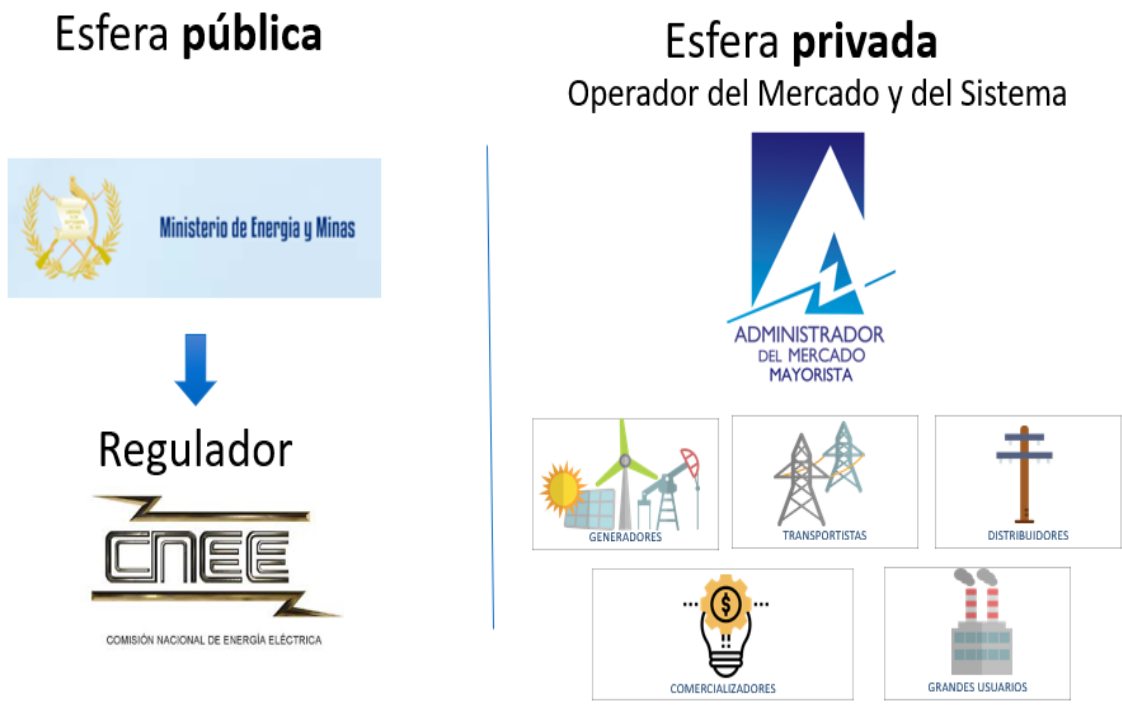 Esfera pública
Ministerio de Energia y Minas
Regulador
CNEE
COMISIÓN NACIONAL DE ENERGÍA ELÉCTRICA
Esfera privada
Operador del Mercado y del Sistema
ADMINISTRADOR
DEL MERCADO
MAYORISTA
GENERADORES
TRANSPORTISTAS
DISTRIBUIDORES
$
COMERCIALIZADORES
GRANDES USUARIOS